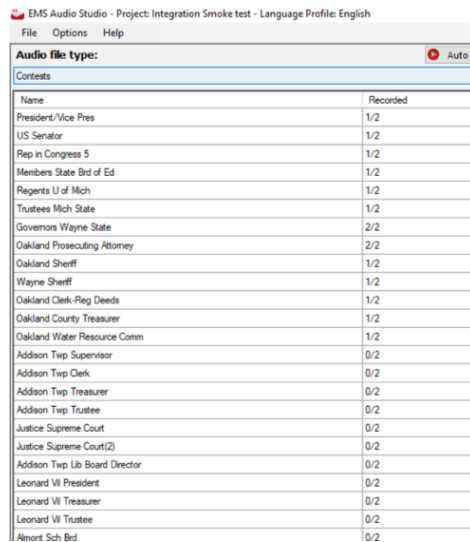 EMS Audio Studio - Project: Integration Smoke test - Language Profile: English
File Options Help
Audio file type: Auto
Contests
Name Recorded
President/Vice Pres 1/2
US Senator 1/2
Rep in Congress 5 1/2
Members State Brd of Ed 1/2
Regents U of Mich 1/2
Trustees Mich State 1/2
Governors Wayne State 2/2
Oakland Prosecuting Attorney 2/2
Oakland Sheriff 1/2
Wayne Sheriff 1/2
Oakland Clerk-Reg Deeds 1/2
Oakland County Treasurer 1/2
Oakland Water Resource Comm 1/2
Addison Twp Supervisor 0/2
Addison Twp Clerk 0/2
Addison Twp Treasurer 0/2
Addison Twp Trustee 0/2
Justice Supreme Court 0/2
Justice Supreme Court(2) 0/2
Addison Twp Lib Board Director 0/2
Leonard Vil President 0/2
Leonard Vil Treasurer 0/2
Leonard Vil Trustee 0/2
Almont Sch Brd 0/2